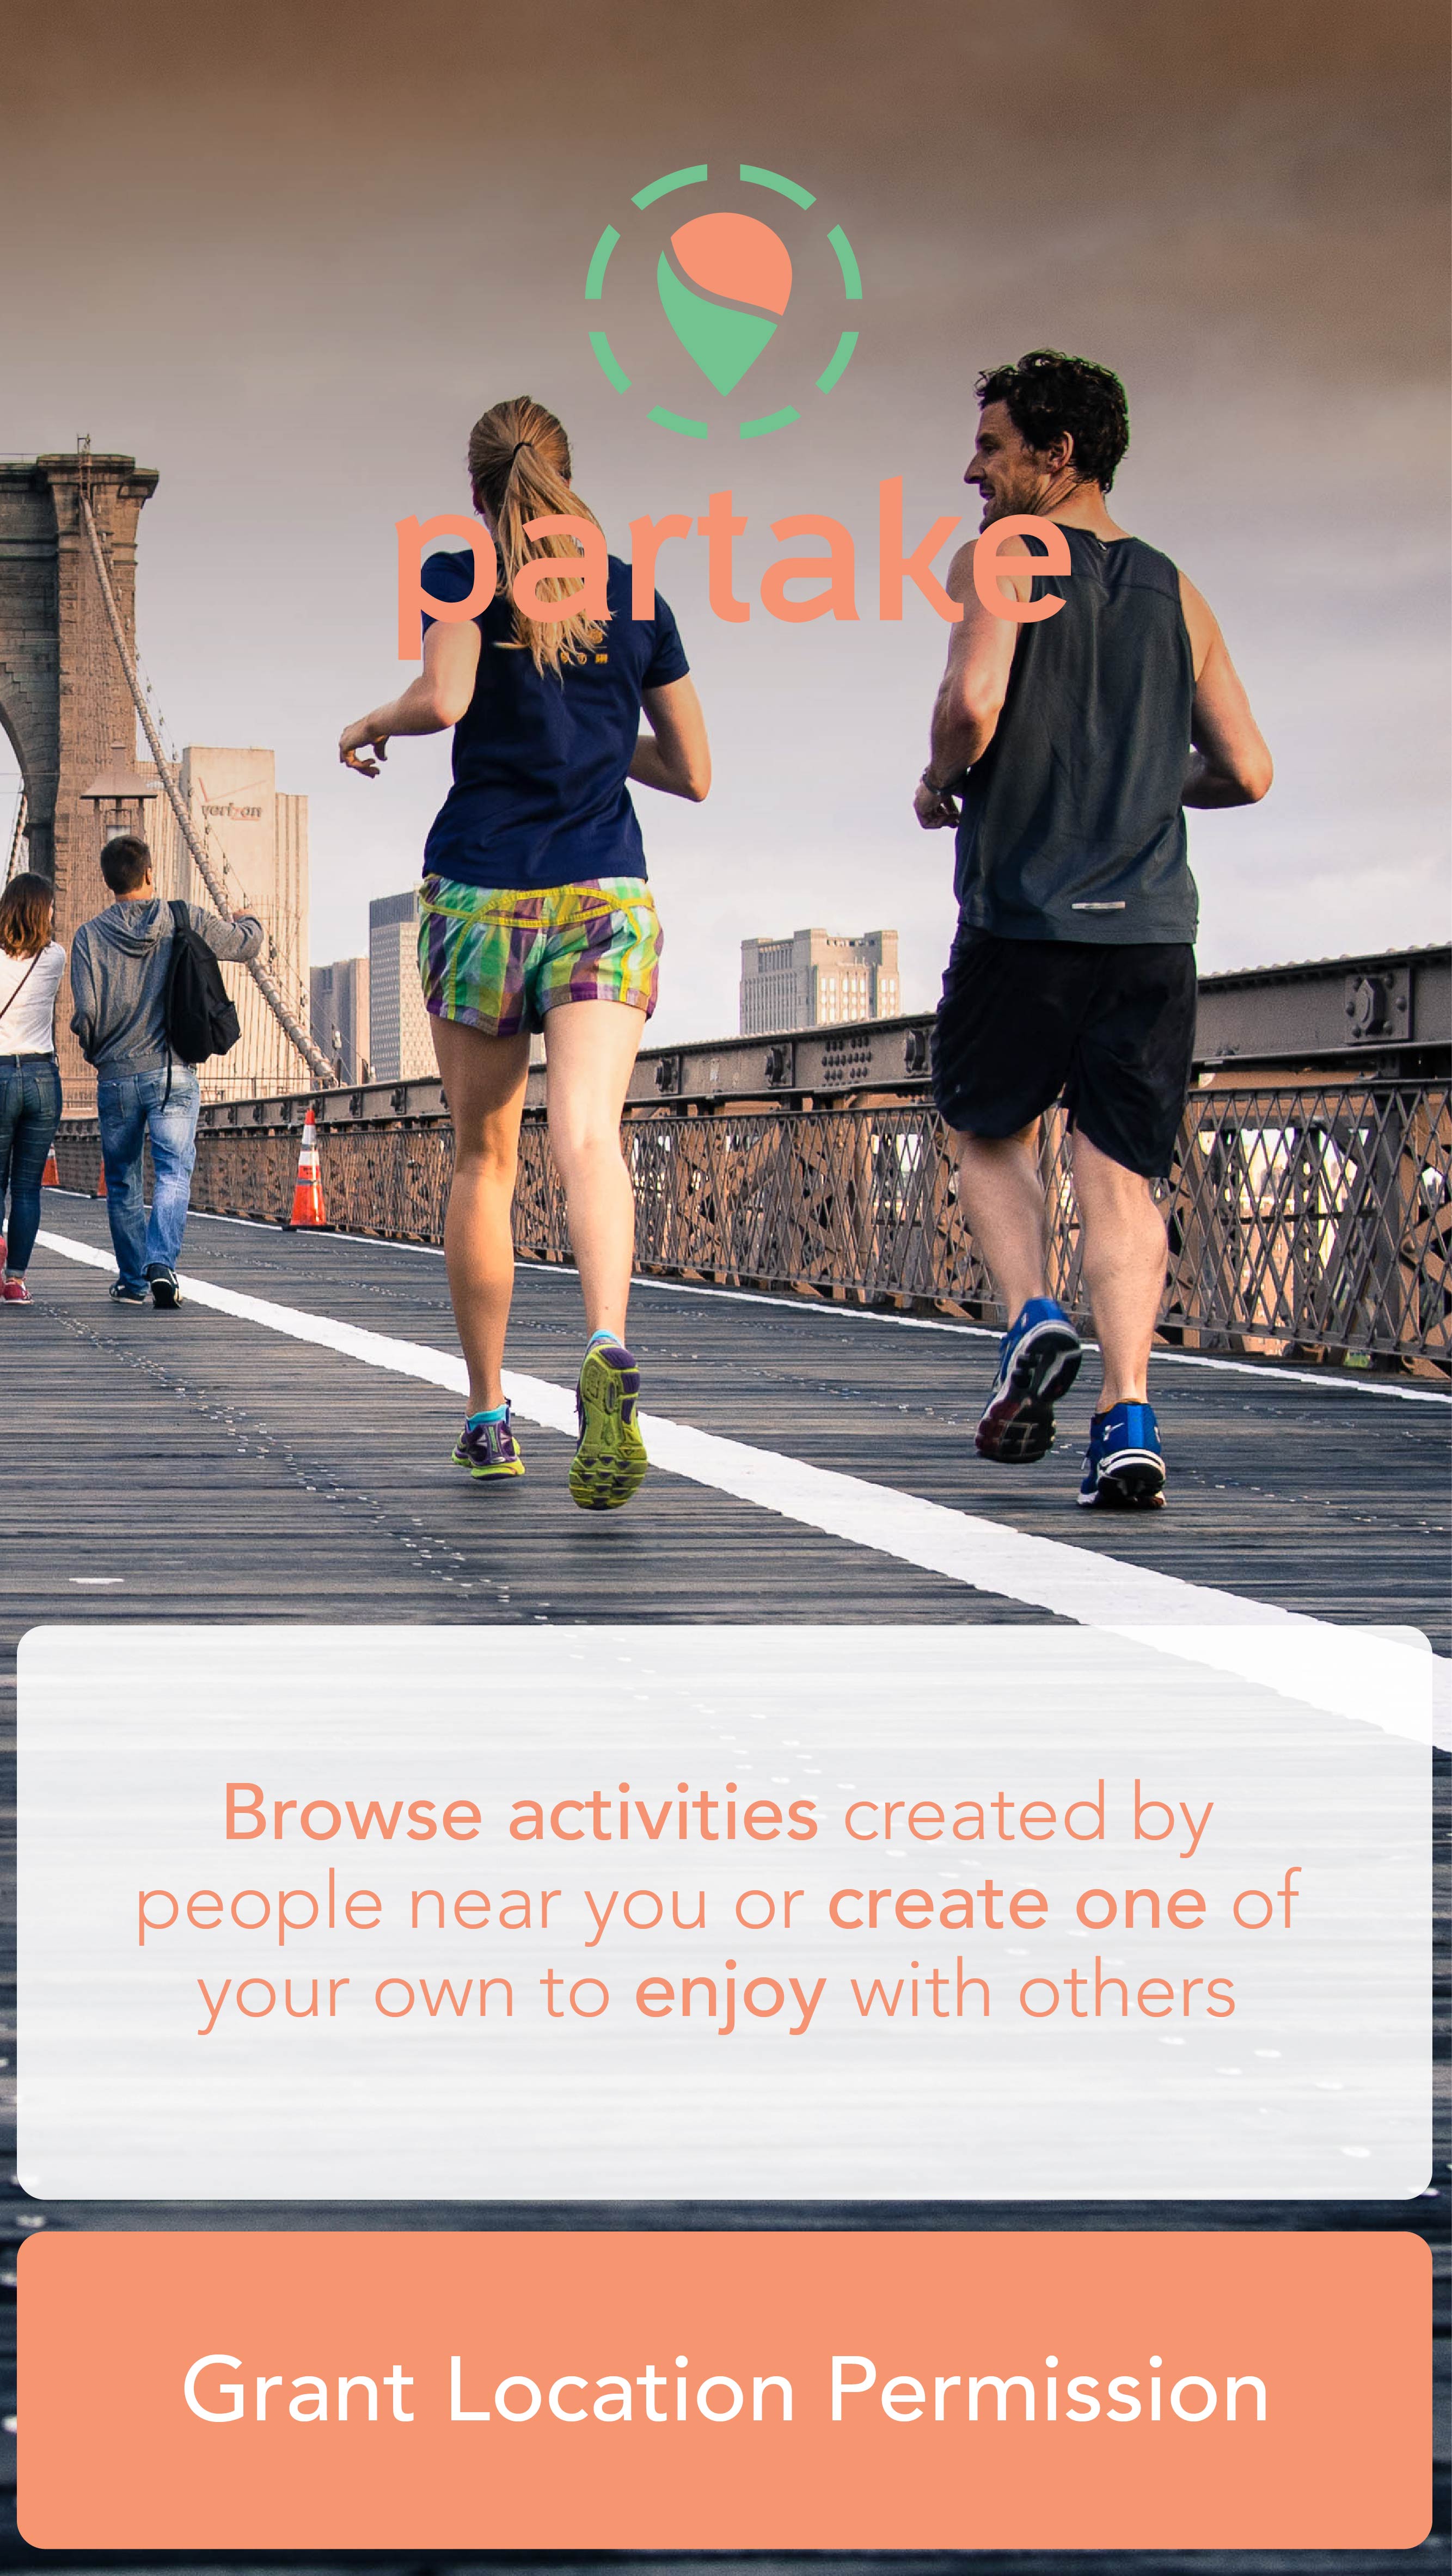 partake
verizon
Browse activities created by
people near you or create one of
your own to enjoy with others
Grant Location Permission